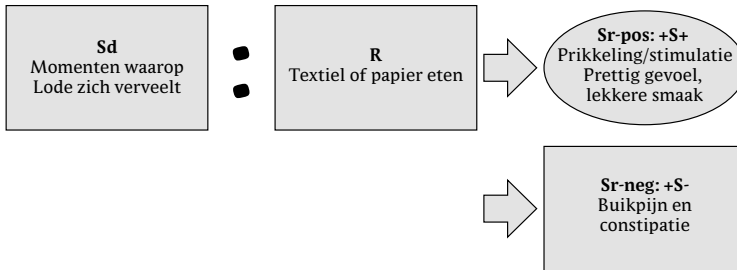 Sd
Momenten waarop
Lode zich verveelt
R
Textiel of papier eten
Sr-pos: +S+
Prikkeling/stimulatie
Prettig gevoel,
lekkere smaak
Sr-neg: +S-
Buikpijn en
constipatie